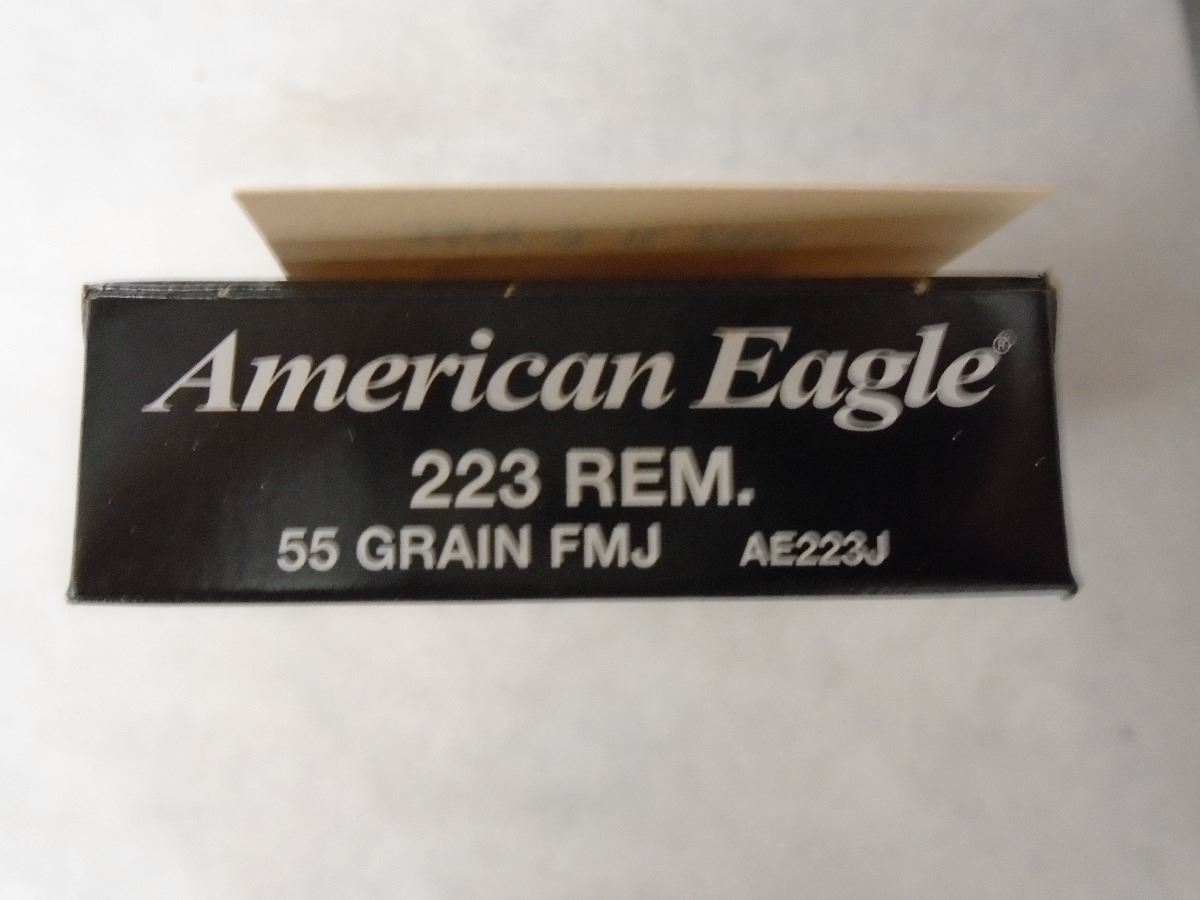 American Eagle®
223 REM.
55 GRAIN FMJ AE223J